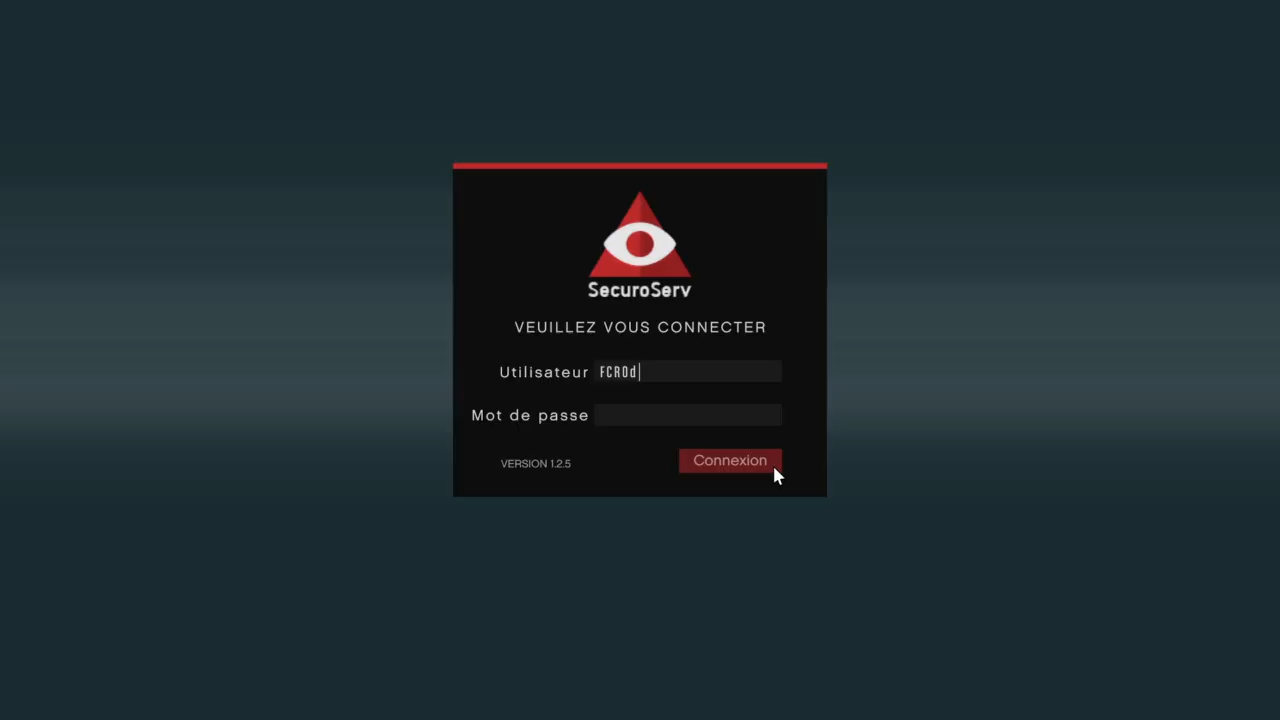 SecuroServ
VEUILLEZ VOUS CONNECTER
Utilisateur FCR0d
Mot de passe
VERSION 1.2.5 Connexion